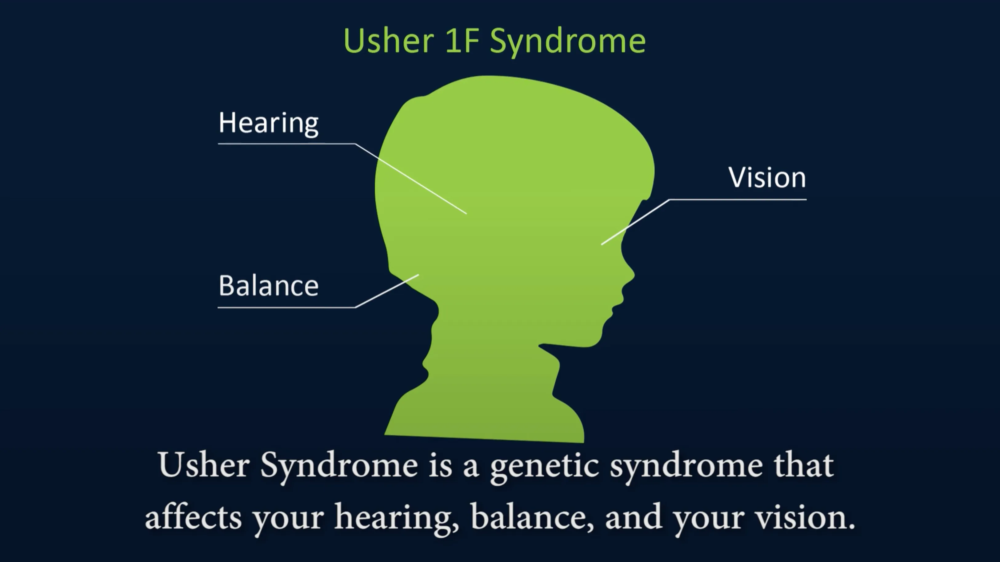 Usher 1F Syndrome
Hearing
Vision
Balance
Usher Syndrome is a genetic syndrome that
affects your hearing, balance, and your vision.